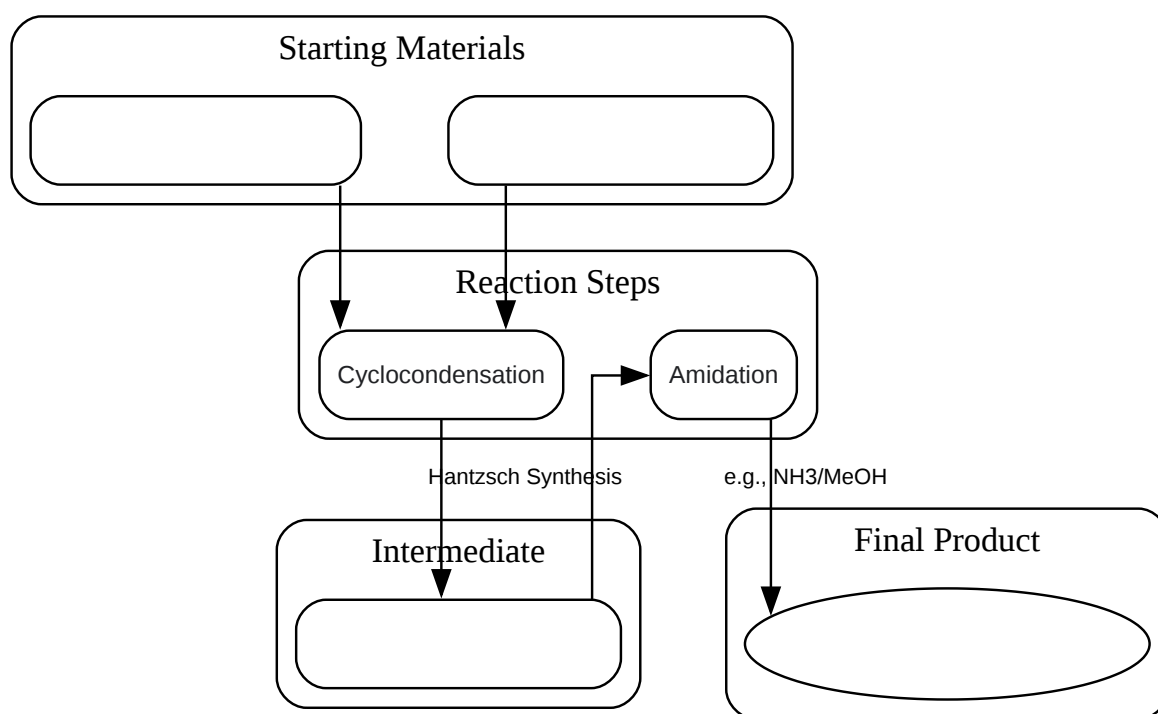 Starting Materials
Reaction Steps
Cyclocondensation
Amidation
Hantzsch Synthesis
e.g., NH3/MeOH
Intermediate
Final Product